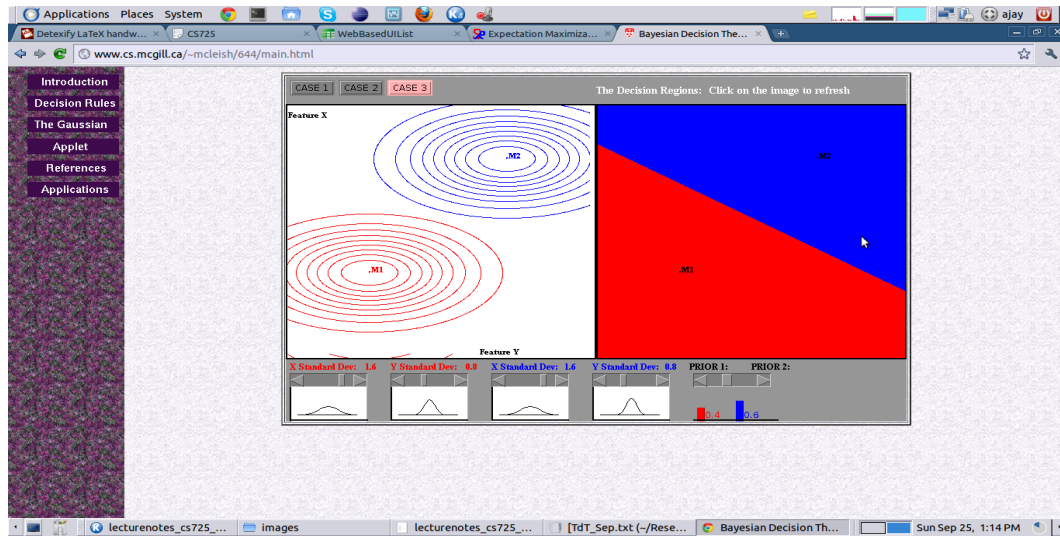 Applications Places System ajay
Detexify LaTeX handw... CS725 WebBasedUIList Expectation Maximiza... Bayesian Decision The...
www.cs.mcgill.ca/~mcleish/644/main.html
Introduction
Decision Rules
The Gaussian
Applet
References
Applications
CASE 1 CASE 2 CASE 3
The Decision Regions: Click on the image to refresh
Feature X
.M2
.M1
Feature Y
.M2
.M1
X Standard Dev: 1.6 Y Standard Dev: 0.8 X Standard Dev: 1.6 Y Standard Dev: 0.8 PRIOR 1: PRIOR 2:
0.4 0.6
lecturenotes_cs725_... images lecturenotes_cs725_... [TdT_Sep.txt (~/Rese... Bayesian Decision Th... Sun Sep 25, 1:14 PM